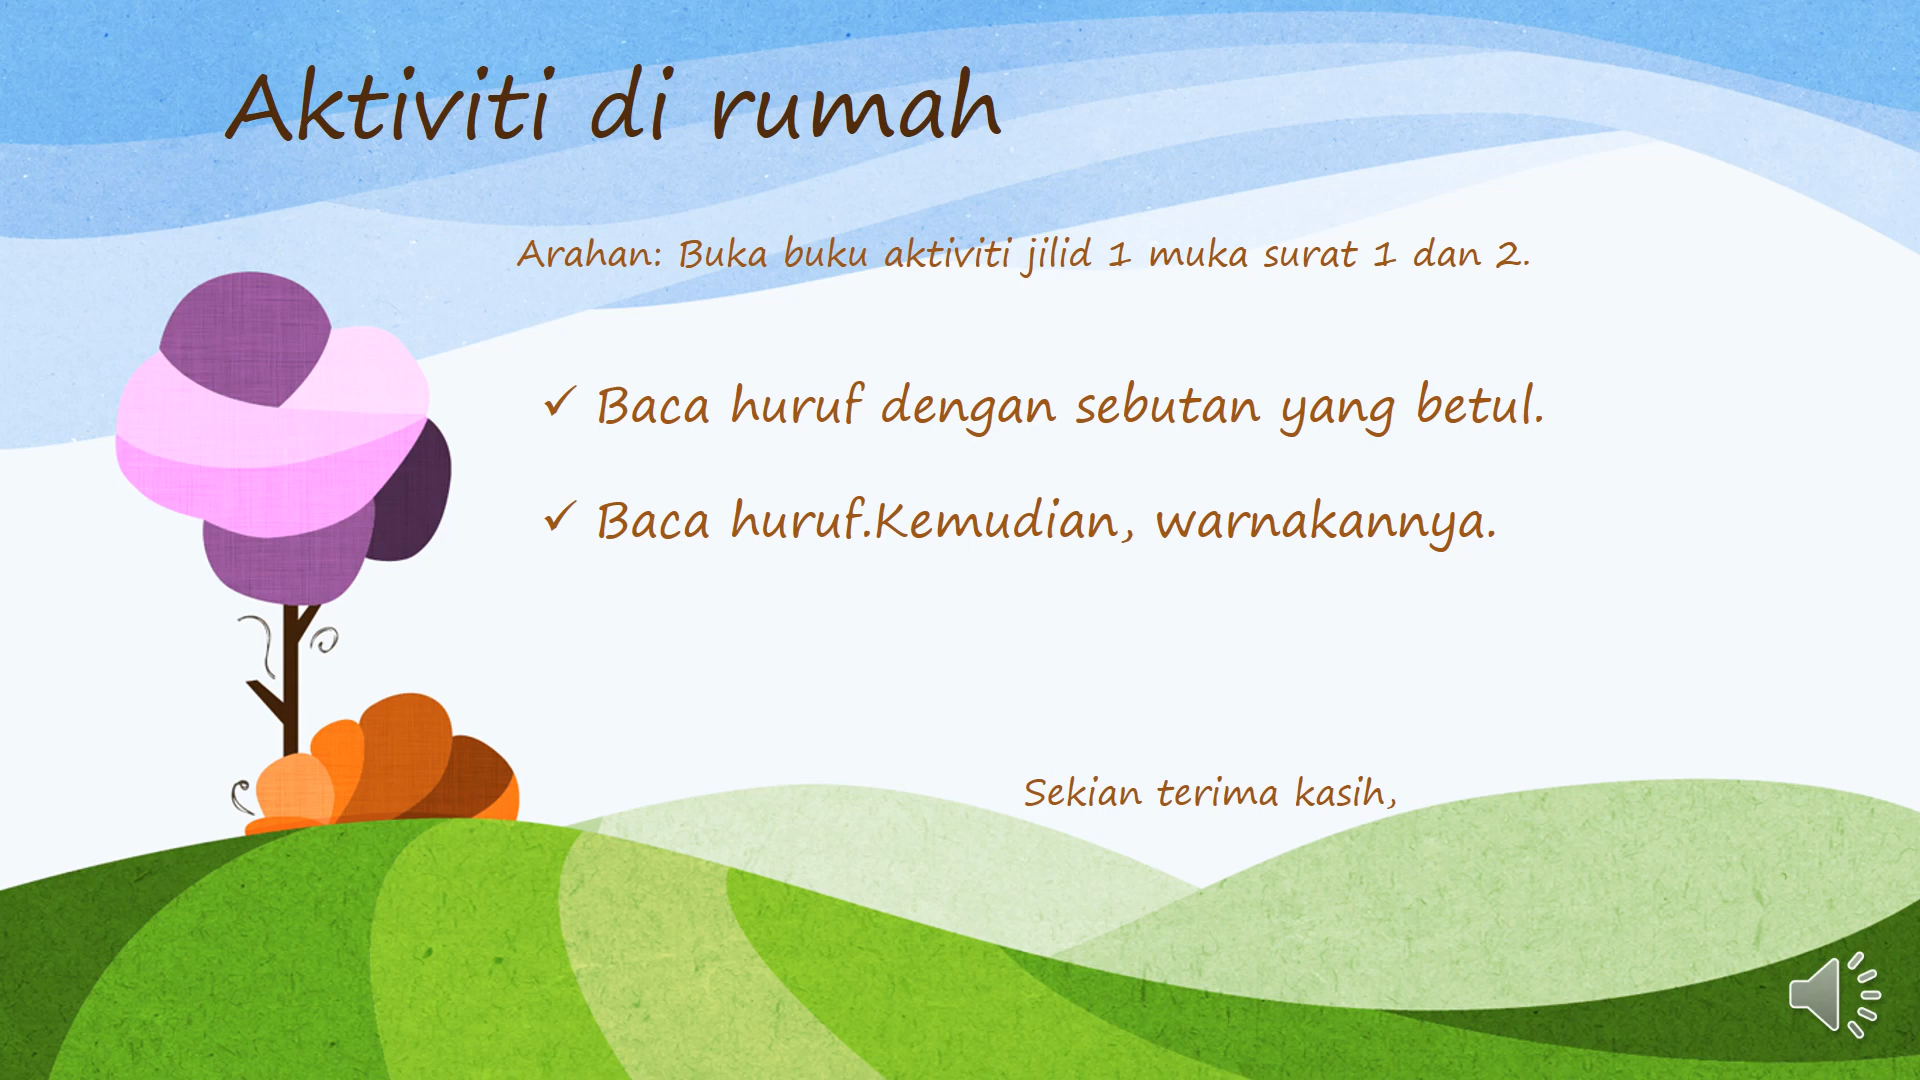 Aktiviti di rumah
Arahan: Buka buku aktiviti jilid 1 muka surat 1 dan 2.
✓ Baca huruf dengan sebutan yang betul.
✓ Baca huruf.Kemudian, warnakannya.
Sekian terima kasih,